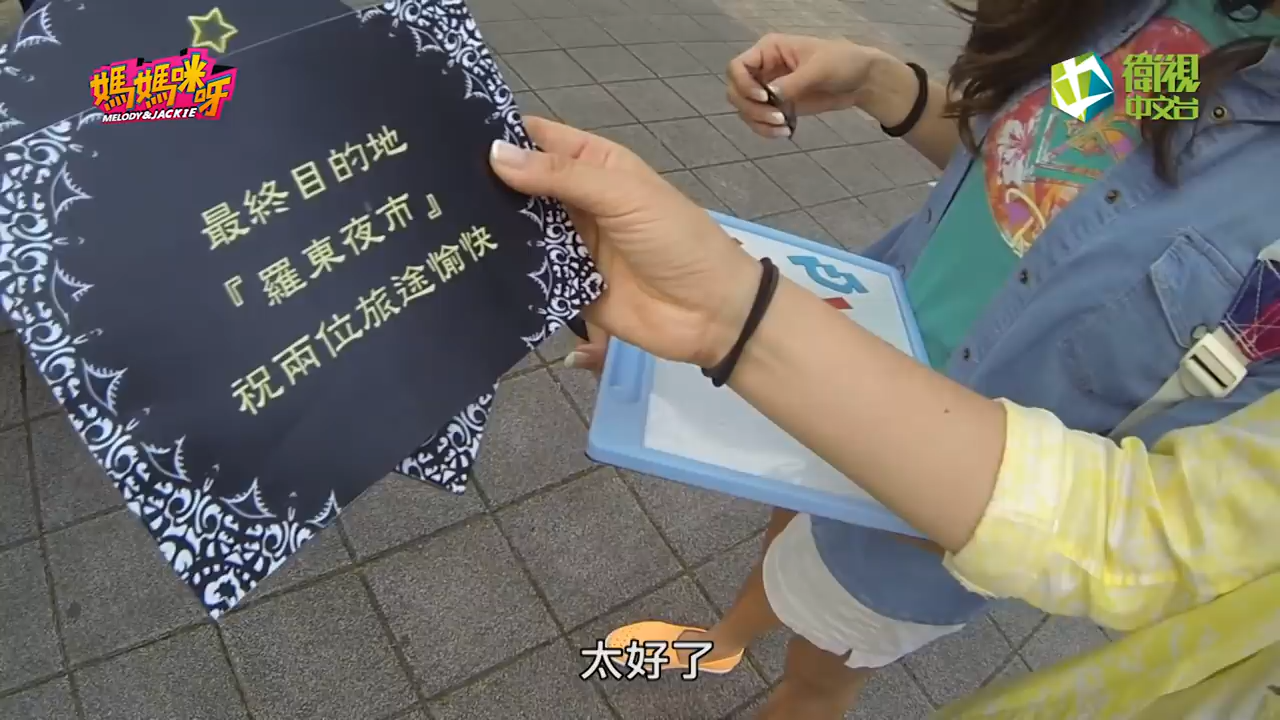 媽媽咪呀
MELODY&JACKIE
衛視
中文台
最終目的地
『羅東夜市』
祝兩位旅途愉快
太好了